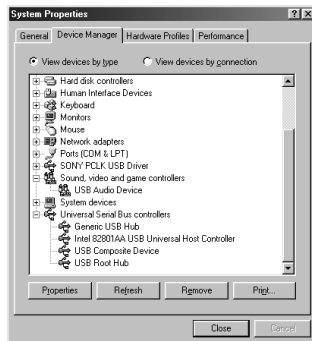 System Properties
General Device Manager Hardware Profiles Performance
View devices by type View devices by connection
Hard disk controllers
Human Interface Devices
Keyboard
Monitors
Mouse
Network adapters
Ports (COM & LPT)
SONY PCLK USB Driver
Sound, video and game controllers
USB Audio Device
System devices
Universal Serial Bus controllers
Generic USB Hub
Intel 82801AA USB Universal Host Controller
USB Composite Device
USB Root Hub
Properties Refresh Remove Print...
Close Cancel